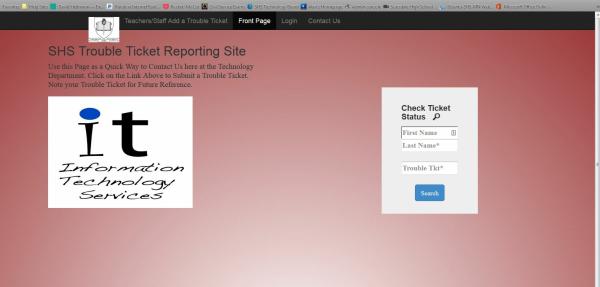 Teachers/Staff Add a Trouble Ticket Front Page Login Contact Us
SHS Trouble Ticket Reporting Site
Use this Page as a Quick Way to Contact Us here at the Technology
Department. Click on the Link Above to Submit a Trouble Ticket.
Note your Trouble Ticket for Future Reference.
it
Information
Technology
Services
Check Ticket
Status
First Name
Last Name*
Trouble Tkt*
Search